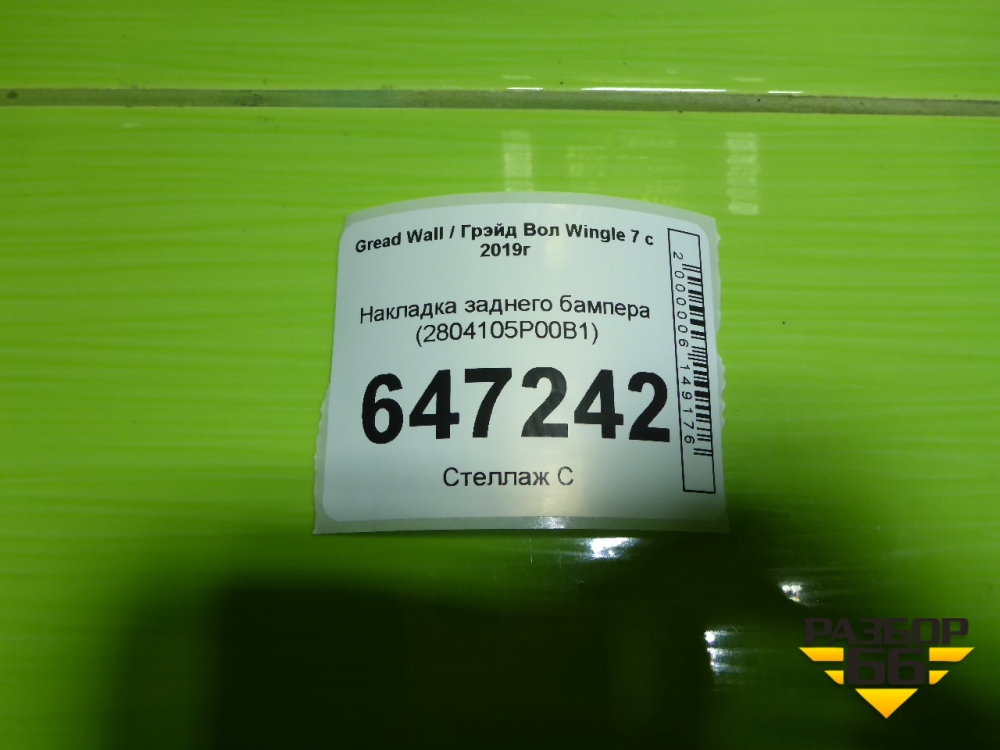 Gread Wall / Грэйд Вол Wingle 7 с
2019г
Накладка заднего бампера
(2804105P00B1)
647242
Стеллаж С
2000006149176
РАЗБОР
66